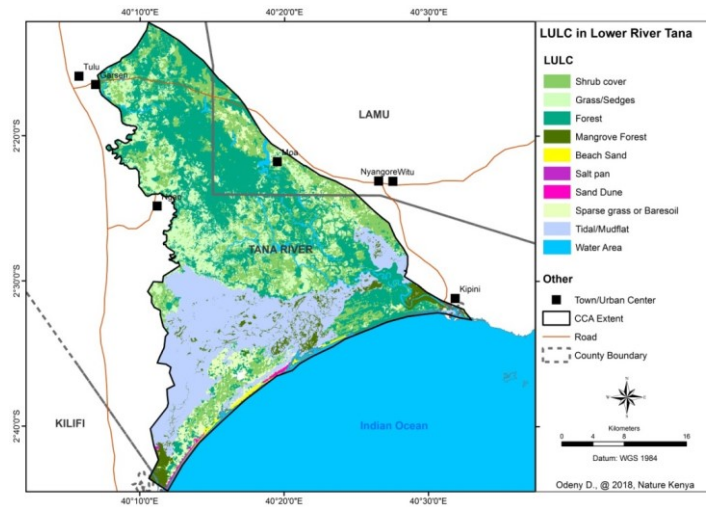 40°10'0"E 40°20'0"E 40°30'0"E
LULC in Lower River Tana
LULC
Shrub cover
Grass/Sedges
Forest
Mangrove Forest
Beach Sand
Salt pan
Sand Dune
Sparse grass or Baresoil
Tidal/Mudflat
Water Area
Other
Town/Urban Center
CCA Extent
Road
County Boundary
N
Kilometers
0 4 8 16
Datum: WGS 1984
Odeny D., @ 2018, Nature Kenya
Tulu
Garsen
LAMU
2°20'0"S
Moa
NyangoreWitu
TANA RIVER
2°30'0"S
Kipini
2°40'0"S
KILIFI
Indian Ocean
40°10'0"E 40°20'0"E 40°30'0"E